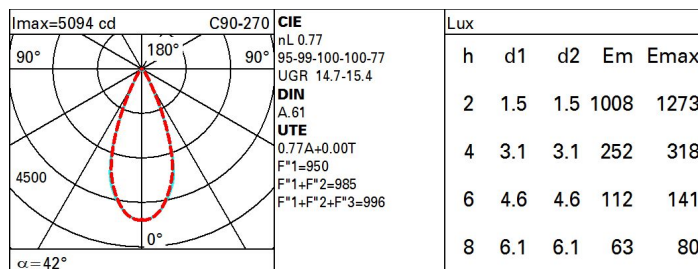 Imax=5094 cd C90-270
90° 180° 90°
4500
0°
α=42°
CIE
nL 0.77
95-99-100-100-77
UGR 14.7-15.4
DIN
A.61
UTE
0.77A+0.00T
F"1=950
F"1+F"2=985
F"1+F"2+F"3=996
Lux
h d1 d2 Em Emax
2 1.5 1.5 1008 1273
4 3.1 3.1 252 318
6 4.6 4.6 112 141
8 6.1 6.1 63 80